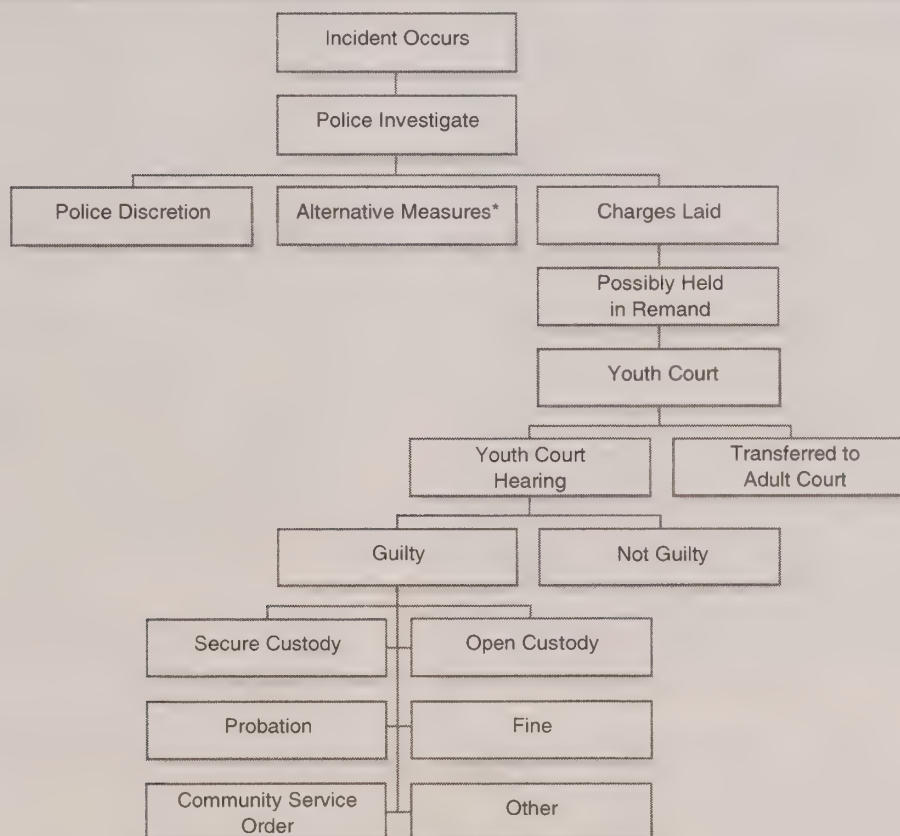 Incident Occurs
Police Investigate
Police Discretion
Alternative Measures*
Charges Laid
Possibly Held
in Remand
Youth Court
Youth Court
Hearing
Transferred to
Adult Court
Guilty
Not Guilty
Secure Custody
Open Custody
Probation
Fine
Community Service
Order
Other